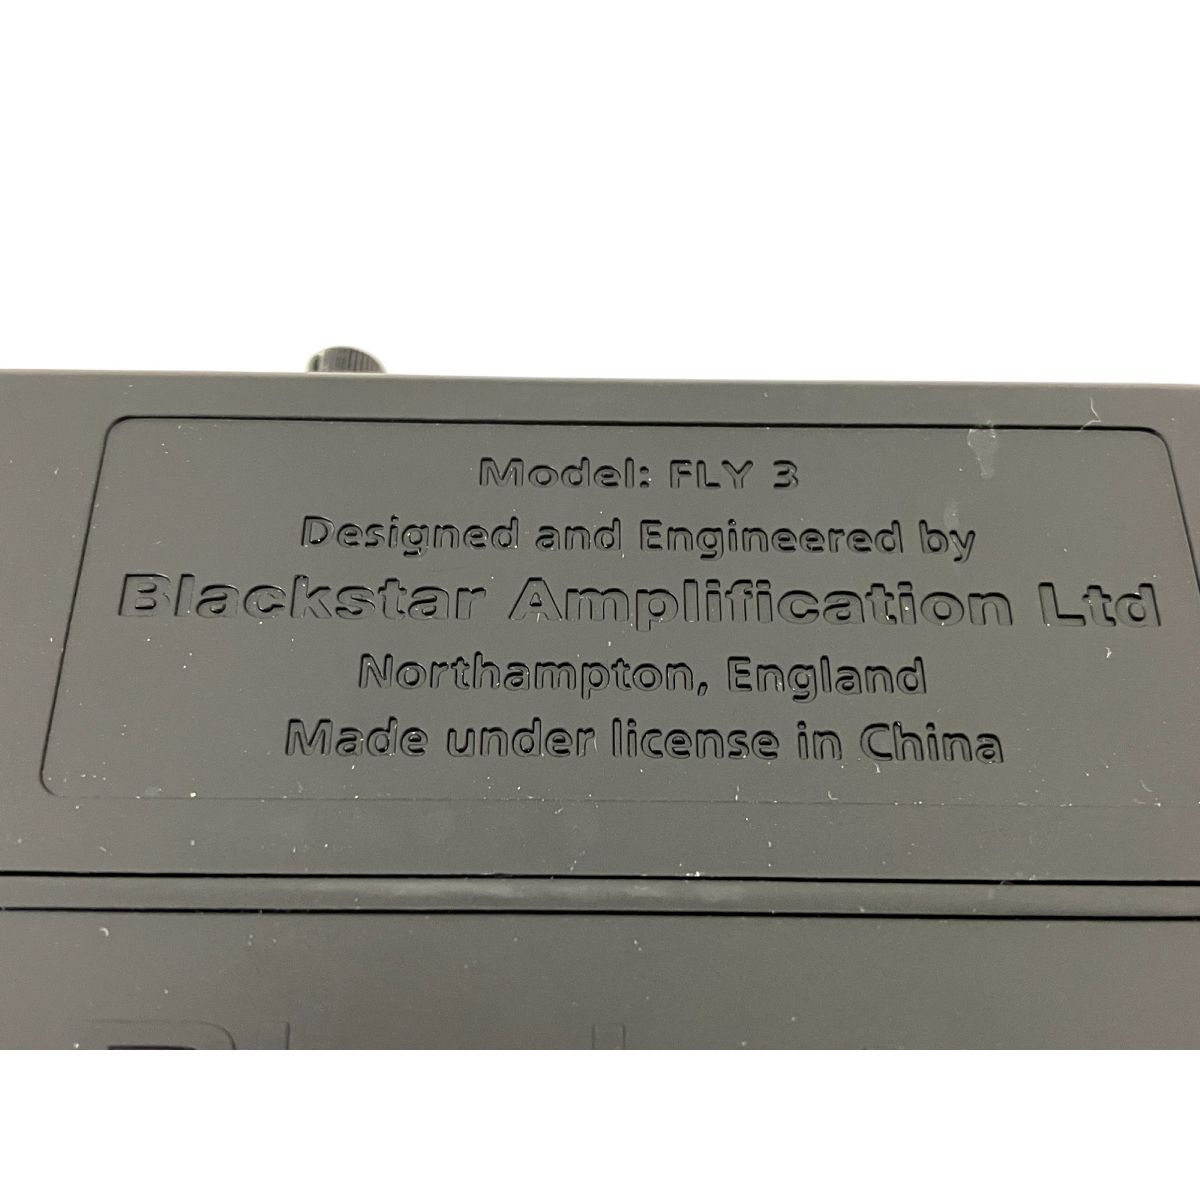 Model: FLY 3
Designed and Engineered by
Blackstar Amplification Ltd
Northampton, England
Made under license in China